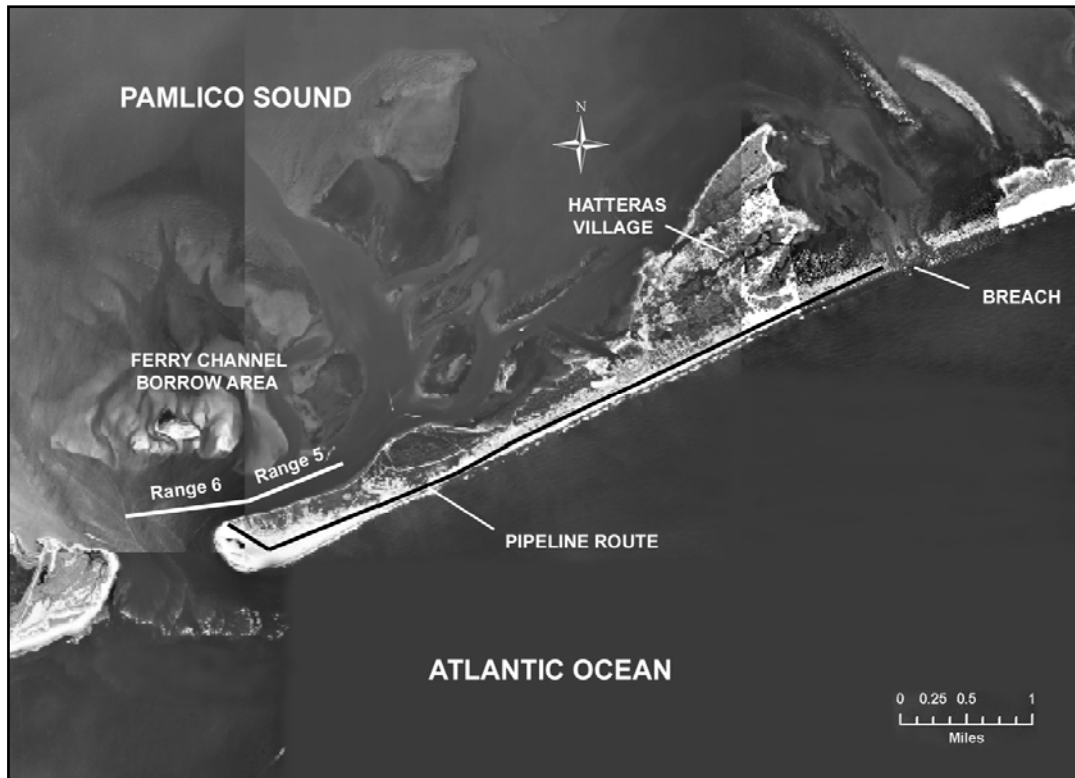 PAMLICO SOUND
N
HATTERAS
VILLAGE
BREACH
FERRY CHANNEL
BORROW AREA
Range 5
Range 6
PIPELINE ROUTE
ATLANTIC OCEAN
0 0.25 0.5 1
Miles